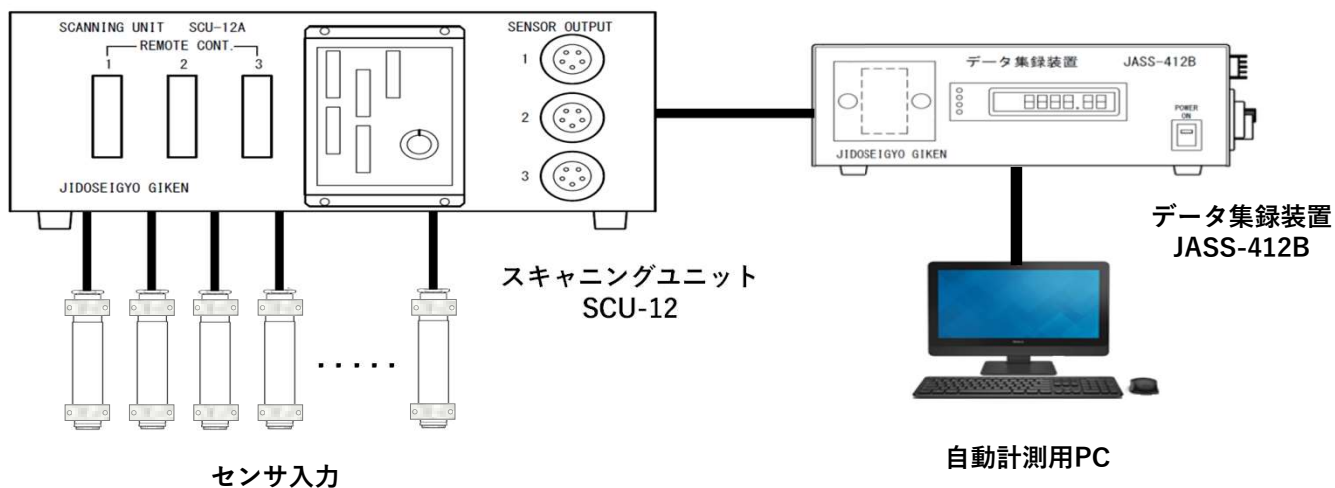 SCANNING UNIT SCU-12A
REMOTE CONT.
1 2 3
JIDOSEIGYO GIKEN
SENSOR OUTPUT
1
2
3
データ集録装置 JASS-412B
8888.88
POWER
ON
JIDOSEIGYO GIKEN
データ集録装置
JASS-412B
スキャニングユニット
SCU-12
・・・・・
センサ入力
自動計測用PC